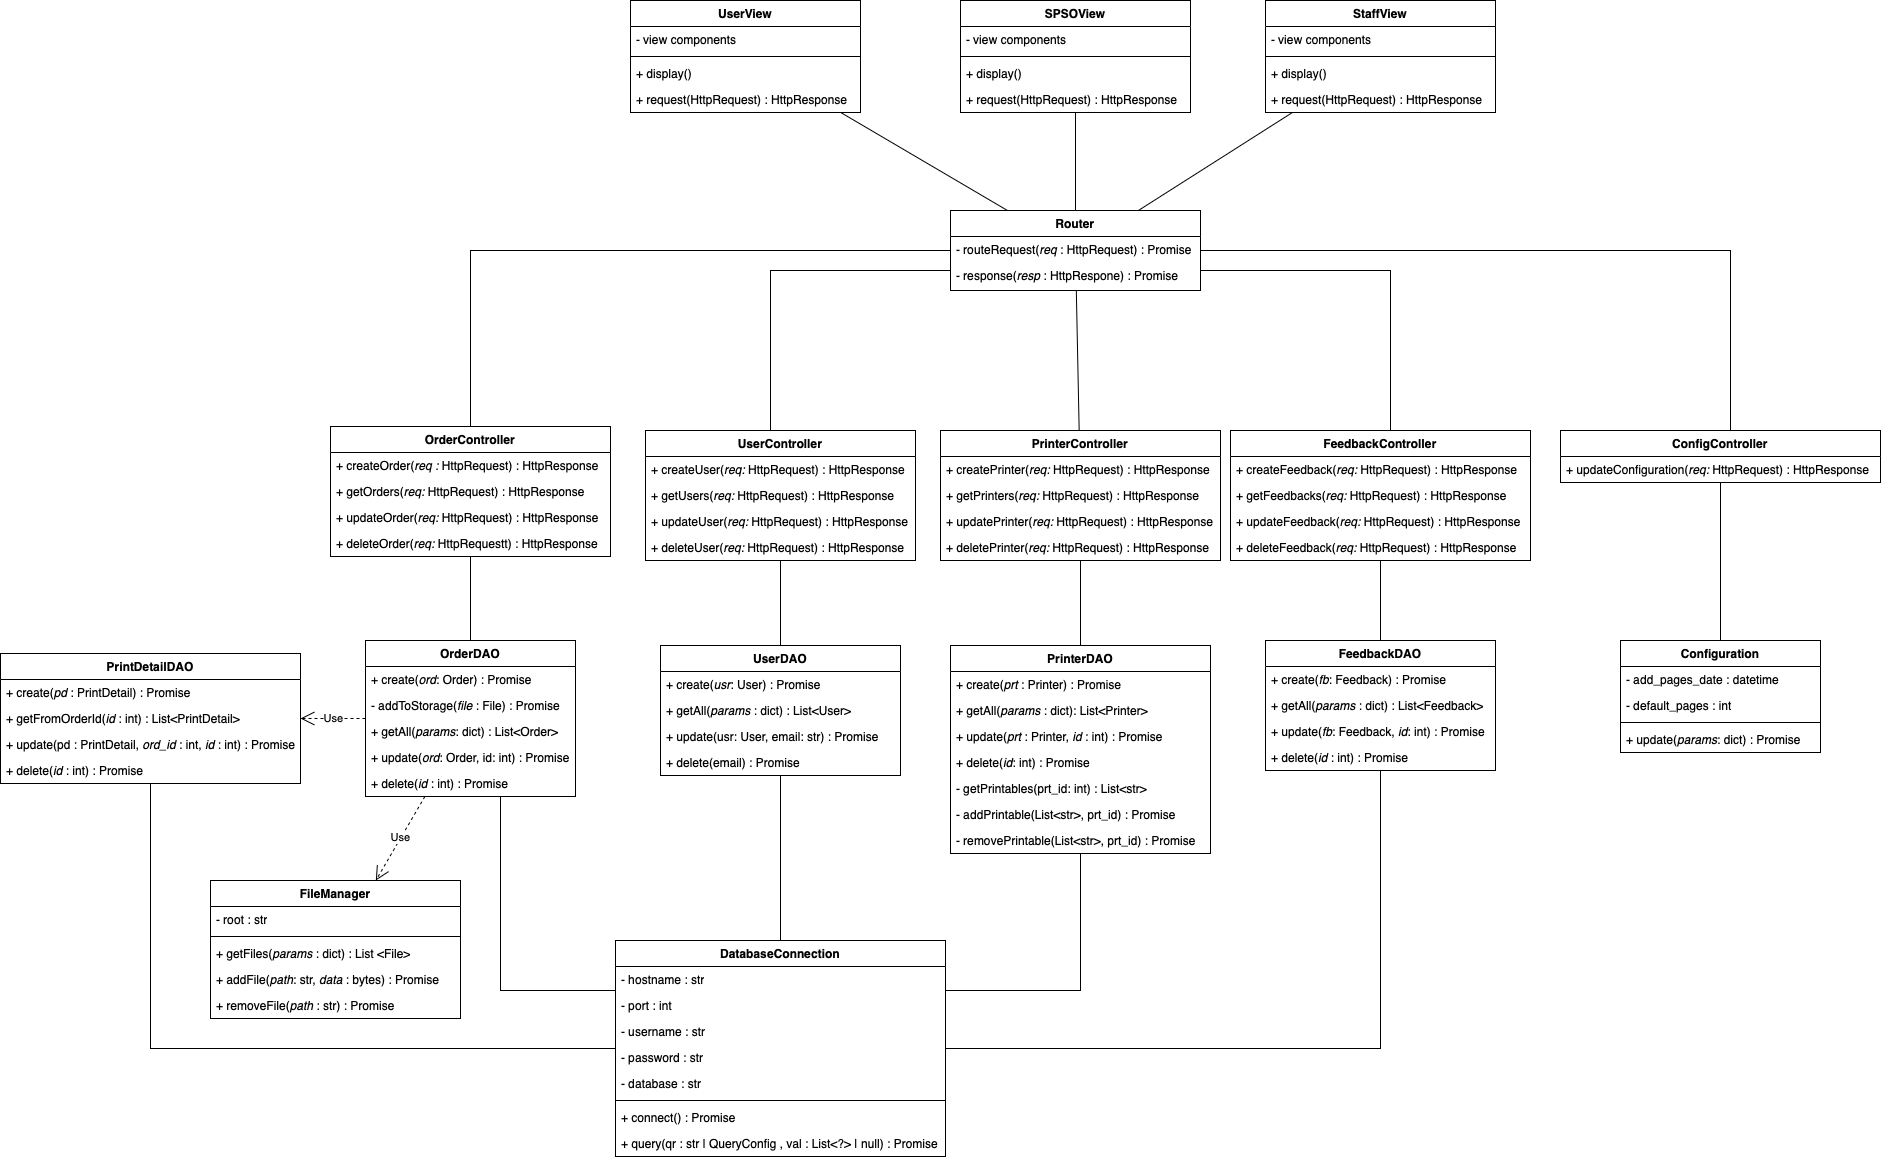 UserView
- view components
+ display()
+ request(HttpRequest) : HttpResponse
SPSOView
- view components
+ display()
+ request(HttpRequest) : HttpResponse
StaffView
- view components
+ display()
+ request(HttpRequest) : HttpResponse
Router
- routeRequest(req : HttpRequest) : Promise
- response(resp : HttpRespone) : Promise
OrderController
+ createOrder(req : HttpRequest) : HttpResponse
+ getOrders(req: HttpRequest) : HttpResponse
+ updateOrder(req: HttpRequest) : HttpResponse
+ deleteOrder(req: HttpRequestt) : HttpResponse
UserController
+ createUser(req: HttpRequest) : HttpResponse
+ getUsers(req: HttpRequest) : HttpResponse
+ updateUser(req: HttpRequest) : HttpResponse
+ deleteUser(req: HttpRequest) : HttpResponse
PrinterController
+ createPrinter(req: HttpRequest) : HttpResponse
+ getPrinters(req: HttpRequest) : HttpResponse
+ updatePrinter(req: HttpRequest) : HttpResponse
+ deletePrinter(req: HttpRequest) : HttpResponse
FeedbackController
+ createFeedback(req: HttpRequest) : HttpResponse
+ getFeedbacks(req: HttpRequest) : HttpResponse
+ updateFeedback(req: HttpRequest) : HttpResponse
+ deleteFeedback(req: HttpRequest) : HttpResponse
ConfigController
+ updateConfiguration(req: HttpRequest) : HttpResponse
PrintDetailDAO
+ create(pd : PrintDetail) : Promise
+ getFromOrderId(id : int) : List<PrintDetail>
+ update(pd : PrintDetail, ord_id : int, id : int) : Promise
+ delete(id : int) : Promise
Use
OrderDAO
+ create(ord: Order) : Promise
- addToStorage(file : File) : Promise
+ getAll(params: dict) : List<Order>
+ update(ord: Order, id: int) : Promise
+ delete(id : int) : Promise
UserDAO
+ create(usr: User) : Promise
+ getAll(params : dict) : List<User>
+ update(usr: User, email: str) : Promise
+ delete(email) : Promise
PrinterDAO
+ create(prt : Printer) : Promise
+ getAll(params : dict): List<Printer>
+ update(prt : Printer, id : int) : Promise
+ delete(id: int) : Promise
- getPrintables(prt_id: int) : List<str>
- addPrintable(List<str>, prt_id) : Promise
- removePrintable(List<str>, prt_id) : Promise
FeedbackDAO
+ create(fb: Feedback) : Promise
+ getAll(params : dict) : List<Feedback>
+ update(fb: Feedback, id: int) : Promise
+ delete(id : int) : Promise
Configuration
- add_pages_date : datetime
- default_pages : int
+ update(params: dict) : Promise
Use
FileManager
- root : str
+ getFiles(params : dict) : List <File>
+ addFile(path: str, data : bytes) : Promise
+ removeFile(path : str) : Promise
DatabaseConnection
- hostname : str
- port : int
- username : str
- password : str
- database : str
+ connect() : Promise
+ query(qr : str | QueryConfig , val : List<?> | null) : Promise